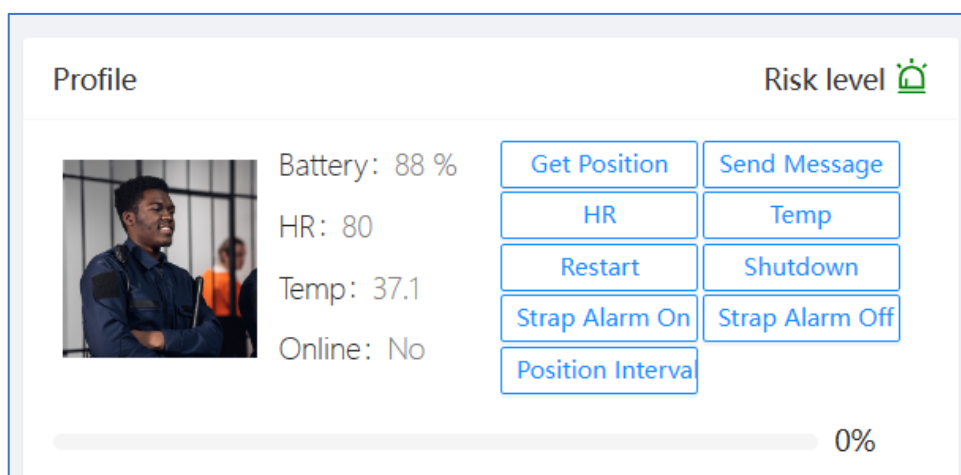 Profile
Risk level
Battery: 88 %
HR: 80
Temp: 37.1
Online: No
Get Position
Send Message
HR
Temp
Restart
Shutdown
Strap Alarm On
Strap Alarm Off
Position Interval
0%